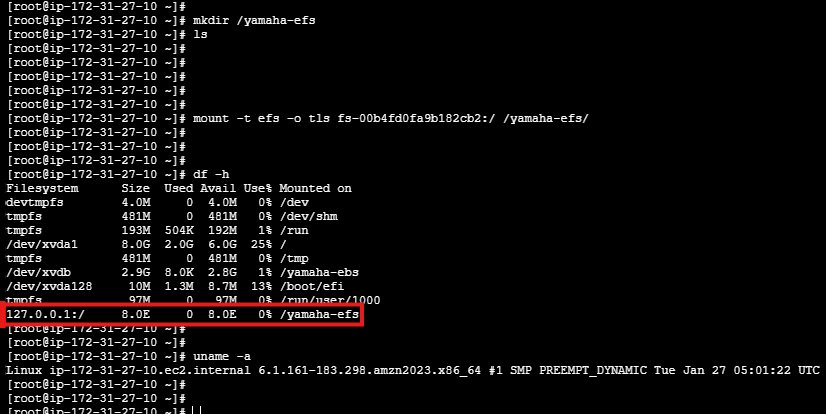 [root@ip-172-31-27-10 ~]#
[root@ip-172-31-27-10 ~]# mkdir /yamaha-efs
[root@ip-172-31-27-10 ~]# ls
[root@ip-172-31-27-10 ~]#
[root@ip-172-31-27-10 ~]#
[root@ip-172-31-27-10 ~]#
[root@ip-172-31-27-10 ~]#
[root@ip-172-31-27-10 ~]#
[root@ip-172-31-27-10 ~]# mount -t efs -o tls fs-00b4fd0fa9b182cb2:/ /yamaha-efs/
[root@ip-172-31-27-10 ~]#
[root@ip-172-31-27-10 ~]#
[root@ip-172-31-27-10 ~]#
[root@ip-172-31-27-10 ~]# df -h
Filesystem Size Used Avail Use% Mounted on
devtmpfs 4.0M 0 4.0M 0% /dev
tmpfs 481M 0 481M 0% /dev/shm
tmpfs 193M 504K 192M 1% /run
/dev/xvda1 8.0G 2.0G 6.0G 25% /
tmpfs 481M 0 481M 0% /tmp
/dev/xvdb 2.9G 8.0K 2.8G 1% /yamaha-ebs
/dev/xvda128 10M 1.3M 8.7M 13% /boot/efi
tmpfs 97M 0 97M 0% /run/user/1000
127.0.0.1:/ 8.0E 0 8.0E 0% /yamaha-efs
[root@ip-172-31-27-10 ~]#
[root@ip-172-31-27-10 ~]#
[root@ip-172-31-27-10 ~]# uname -a
Linux ip-172-31-27-10.ec2.internal 6.1.161-183.298.amzn2023.x86_64 #1 SMP PREEMPT_DYNAMIC Tue Jan 27 05:01:22 UTC
[root@ip-172-31-27-10 ~]#
[root@ip-172-31-27-10 ~]#